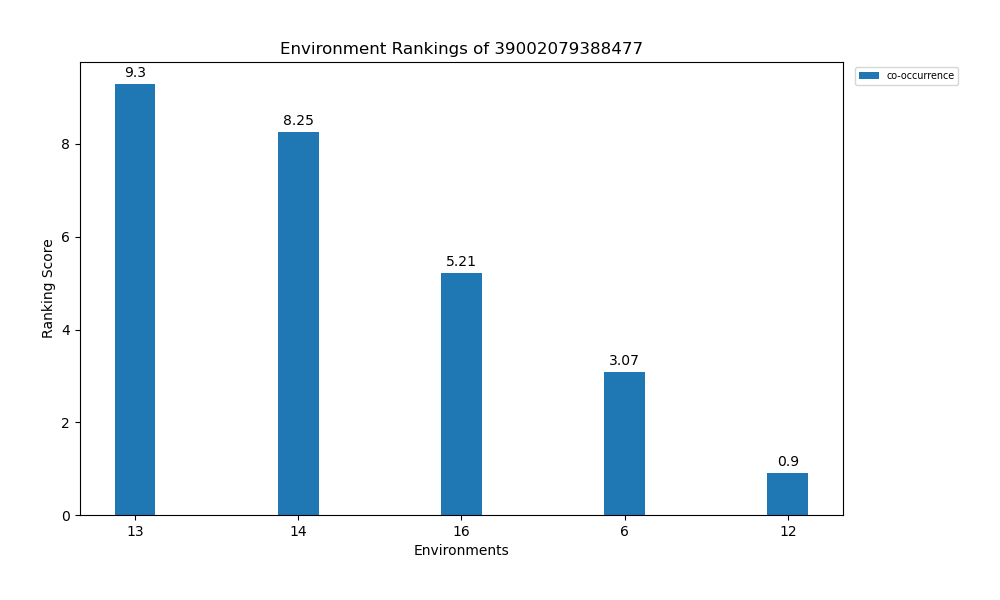 Environment Rankings of 39002079388477
9.3
8.25
5.21
3.07
0.9
co-occurrence
8
6
4
2
0
Ranking Score
13 14 16 6 12
Environments